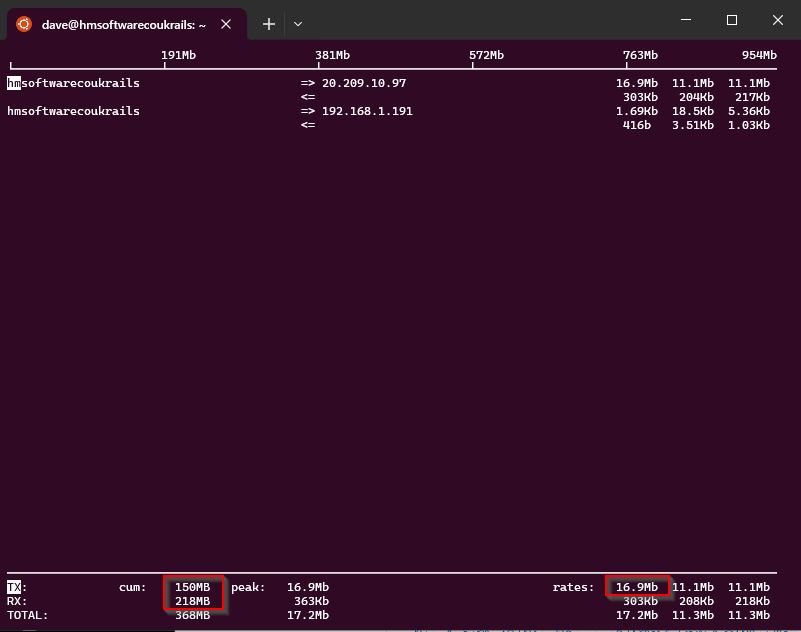 dave@hmsoftwarecoukrails: ~
191Mb 381Mb 572Mb 763Mb 954Mb
hmsoftwarecoukrails => 20.209.10.97 16.9Mb 11.1Mb 11.1Mb
<= 303Kb 204Kb 217Kb
hmsoftwarecoukrails => 192.168.1.191 1.69Kb 18.5Kb 5.36Kb
<= 416b 3.51Kb 1.03Kb
TX: cum: 150MB peak: 16.9Mb rates: 16.9Mb 11.1Mb 11.1Mb
RX: 218MB 363Kb 303Kb 208Kb 218Kb
TOTAL: 368MB 17.2Mb 17.2Mb 11.3Mb 11.3Mb